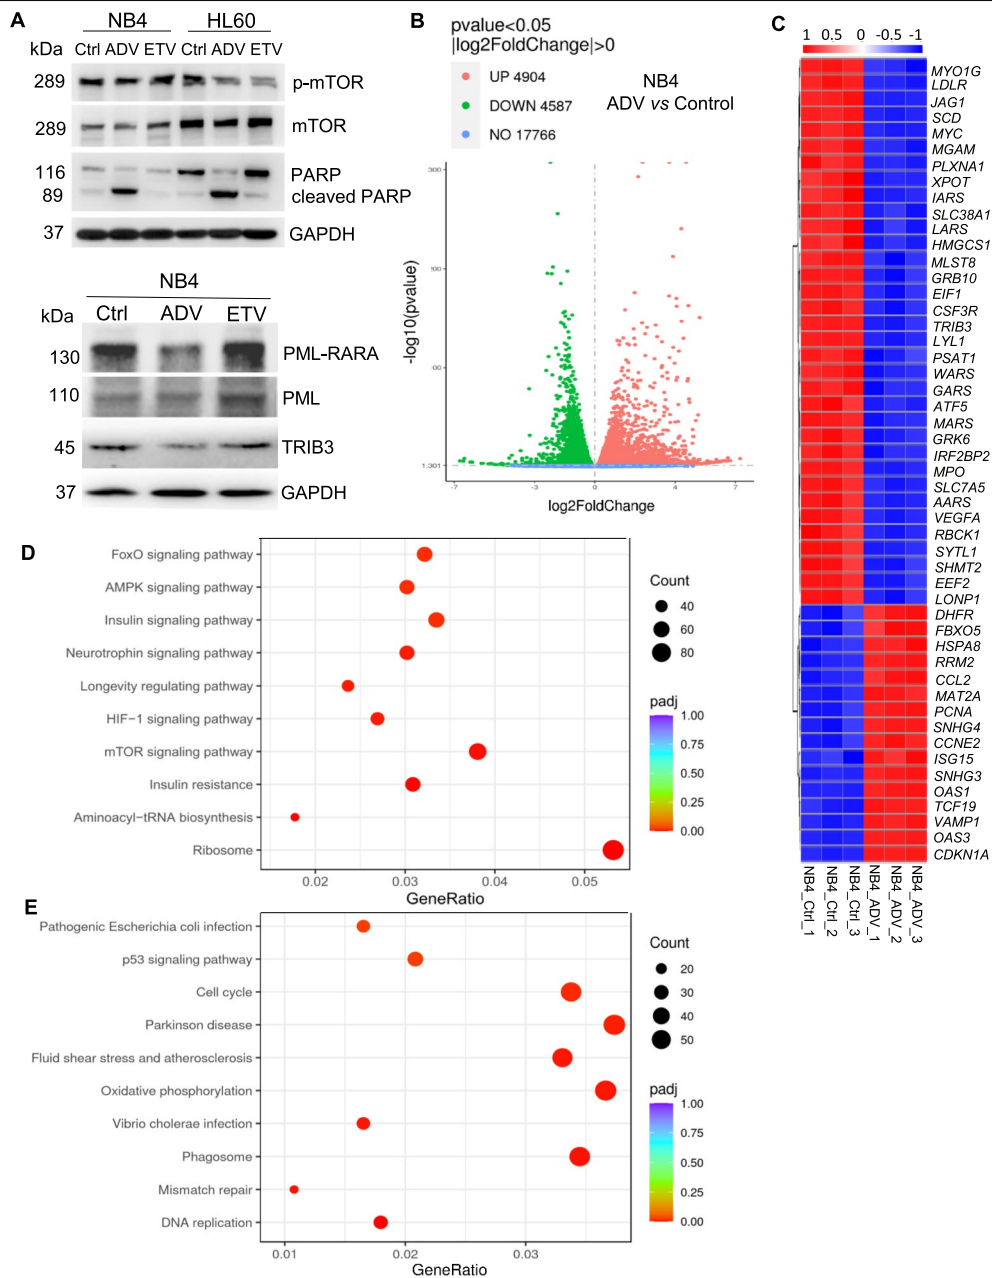 A
NB4 HL60
kDa Ctrl ADV ETV Ctrl ADV ETV
289 p-mTOR
289 mTOR
116 PARP
89 cleaved PARP
37 GAPDH
NB4
kDa Ctrl ADV ETV
130 PML-RARA
110 PML
45 TRIB3
37 GAPDH
B
pvalue<0.05
|log2FoldChange|>0
UP 4904
DOWN 4587
NO 17766
NB4
ADV vs Control
-log10(pvalue)
300
1.301
-7 -3 0 4 7
log2FoldChange
C
1 0.5 0 -0.5 -1
MYO1G
LDLR
JAG1
SCD
MYC
MGAM
PLXNA1
XPOT
IARS
SLC38A1
LARS
HMGCS1
MLST8
GRB10
EIF1
CSF3R
TRIB3
LYL1
PSAT1
WARS
GARS
ATF5
MARS
GRK6
IRF2BP2
MPO
SLC7A5
AARS
VEGFA
RBCK1
SYTL1
SHMT2
EEF2
LONP1
DHFR
FBXO5
HSPA8
RRM2
CCL2
MAT2A
PCNA
SNHG4
CCNE2
ISG15
SNHG3
OAS1
TCF19
VAMP1
OAS3
CDKN1A
NB4_Ctrl_1
NB4_Ctrl_2
NB4_Ctrl_3
NB4_ADV_1
NB4_ADV_2
NB4_ADV_3
D
FoxO signaling pathway
AMPK signaling pathway
Insulin signaling pathway
Neurotrophin signaling pathway
Longevity regulating pathway
HIF−1 signaling pathway
mTOR signaling pathway
Insulin resistance
Aminoacyl−tRNA biosynthesis
Ribosome
0.02 0.03 0.04 0.05
GeneRatio
Count
40
60
80
padj
1.00
0.75
0.50
0.25
0.00
E
Pathogenic Escherichia coli infection
p53 signaling pathway
Cell cycle
Parkinson disease
Fluid shear stress and atherosclerosis
Oxidative phosphorylation
Vibrio cholerae infection
Phagosome
Mismatch repair
DNA replication
0.01 0.02 0.03
GeneRatio
Count
20
30
40
50
padj
1.00
0.75
0.50
0.25
0.00